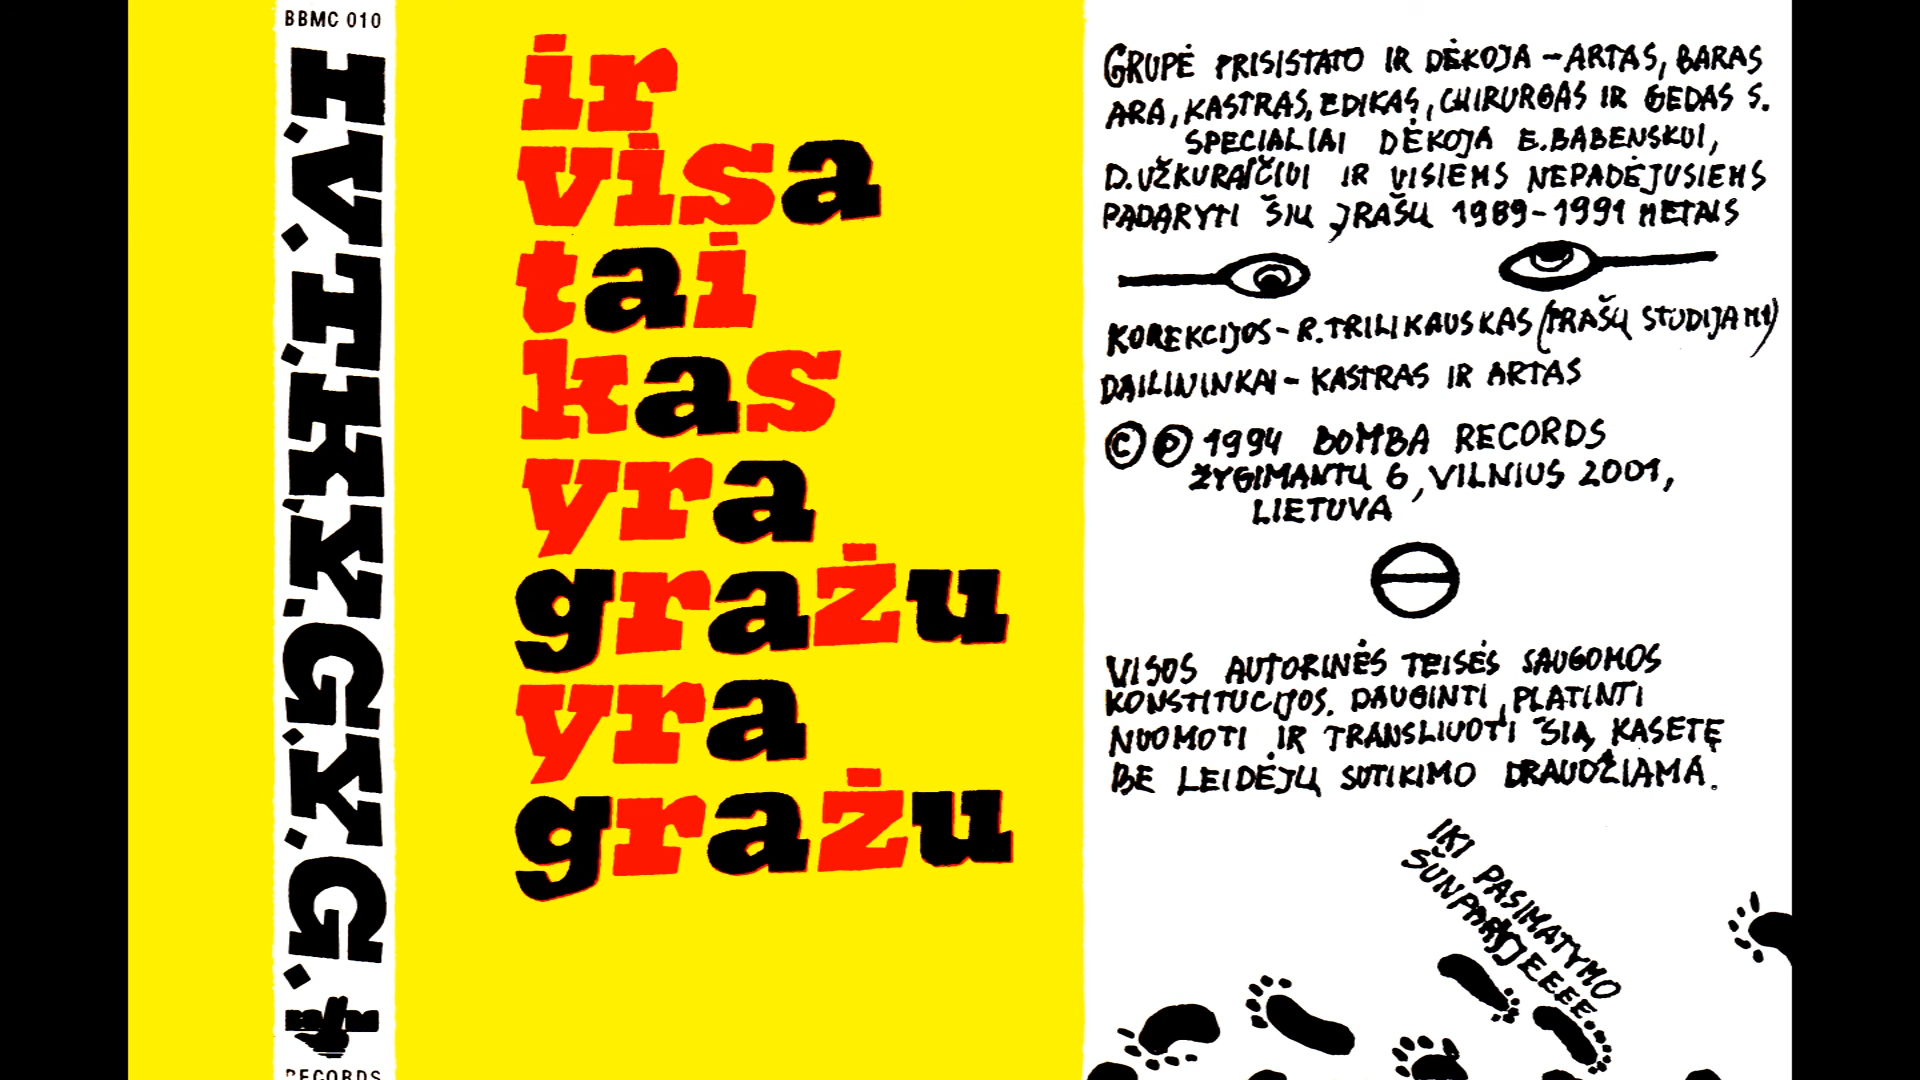 BBMC 010
I.V.T.K.Y.G.Y.G.
RECORDS
ir
visa
tai
kas
yra
gražu
yra
gražu
GRUPĖ PRISISTATO IR DĖKOJA – ARTAS, BARAS
ARA, KASTRAS, EDIKAS, CHIRURGAS IR GEDAS S.
SPECIALIAI DĖKOJA E.BABENSKUI,
D.UŽKURAIČIUI IR VISIEMS NEPADĖJUSIEMS
PADARYTI ŠIŲ ĮRAŠŲ 1989-1991 METAIS
KOREKCIJOS - R.TRILIKAUSKAS (ĮRAŠŲ STUDIJA M1)
DAILININKAI - KASTRAS IR ARTAS
© ℗ 1994 BOMBA RECORDS
ŽYGIMANTŲ 6, VILNIUS 2001,
LIETUVA
VISOS AUTORINĖS TEISĖS SAUGOMOS
KONSTITUCIJOS. DAUGINTI, PLATINTI
NUOMOTI IR TRANSLIUOTI ŠIĄ KASETĘ
BE LEIDĖJŲ SUTIKIMO DRAUDŽIAMA.
IKI PASIMATYMO
ŠUNPARYJEEEEE